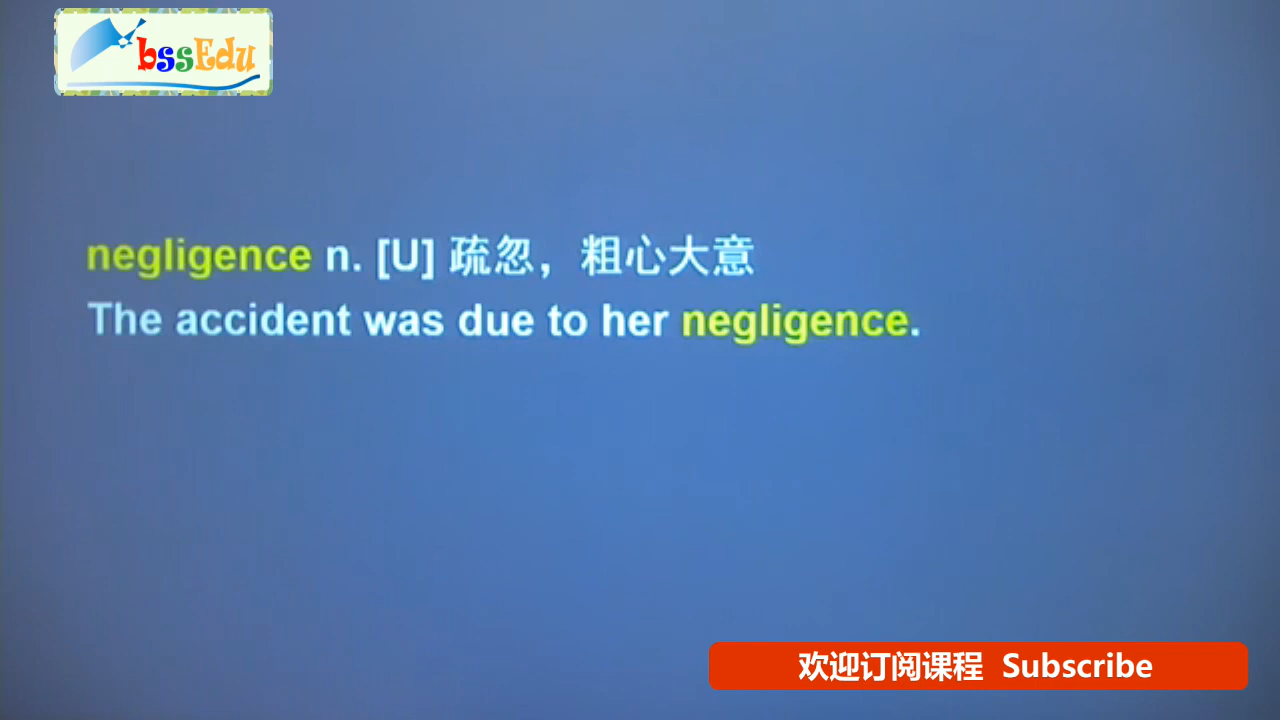 bssEdu
negligence n. [U] 疏忽，粗心大意
The accident was due to her negligence.
欢迎订阅课程 Subscribe